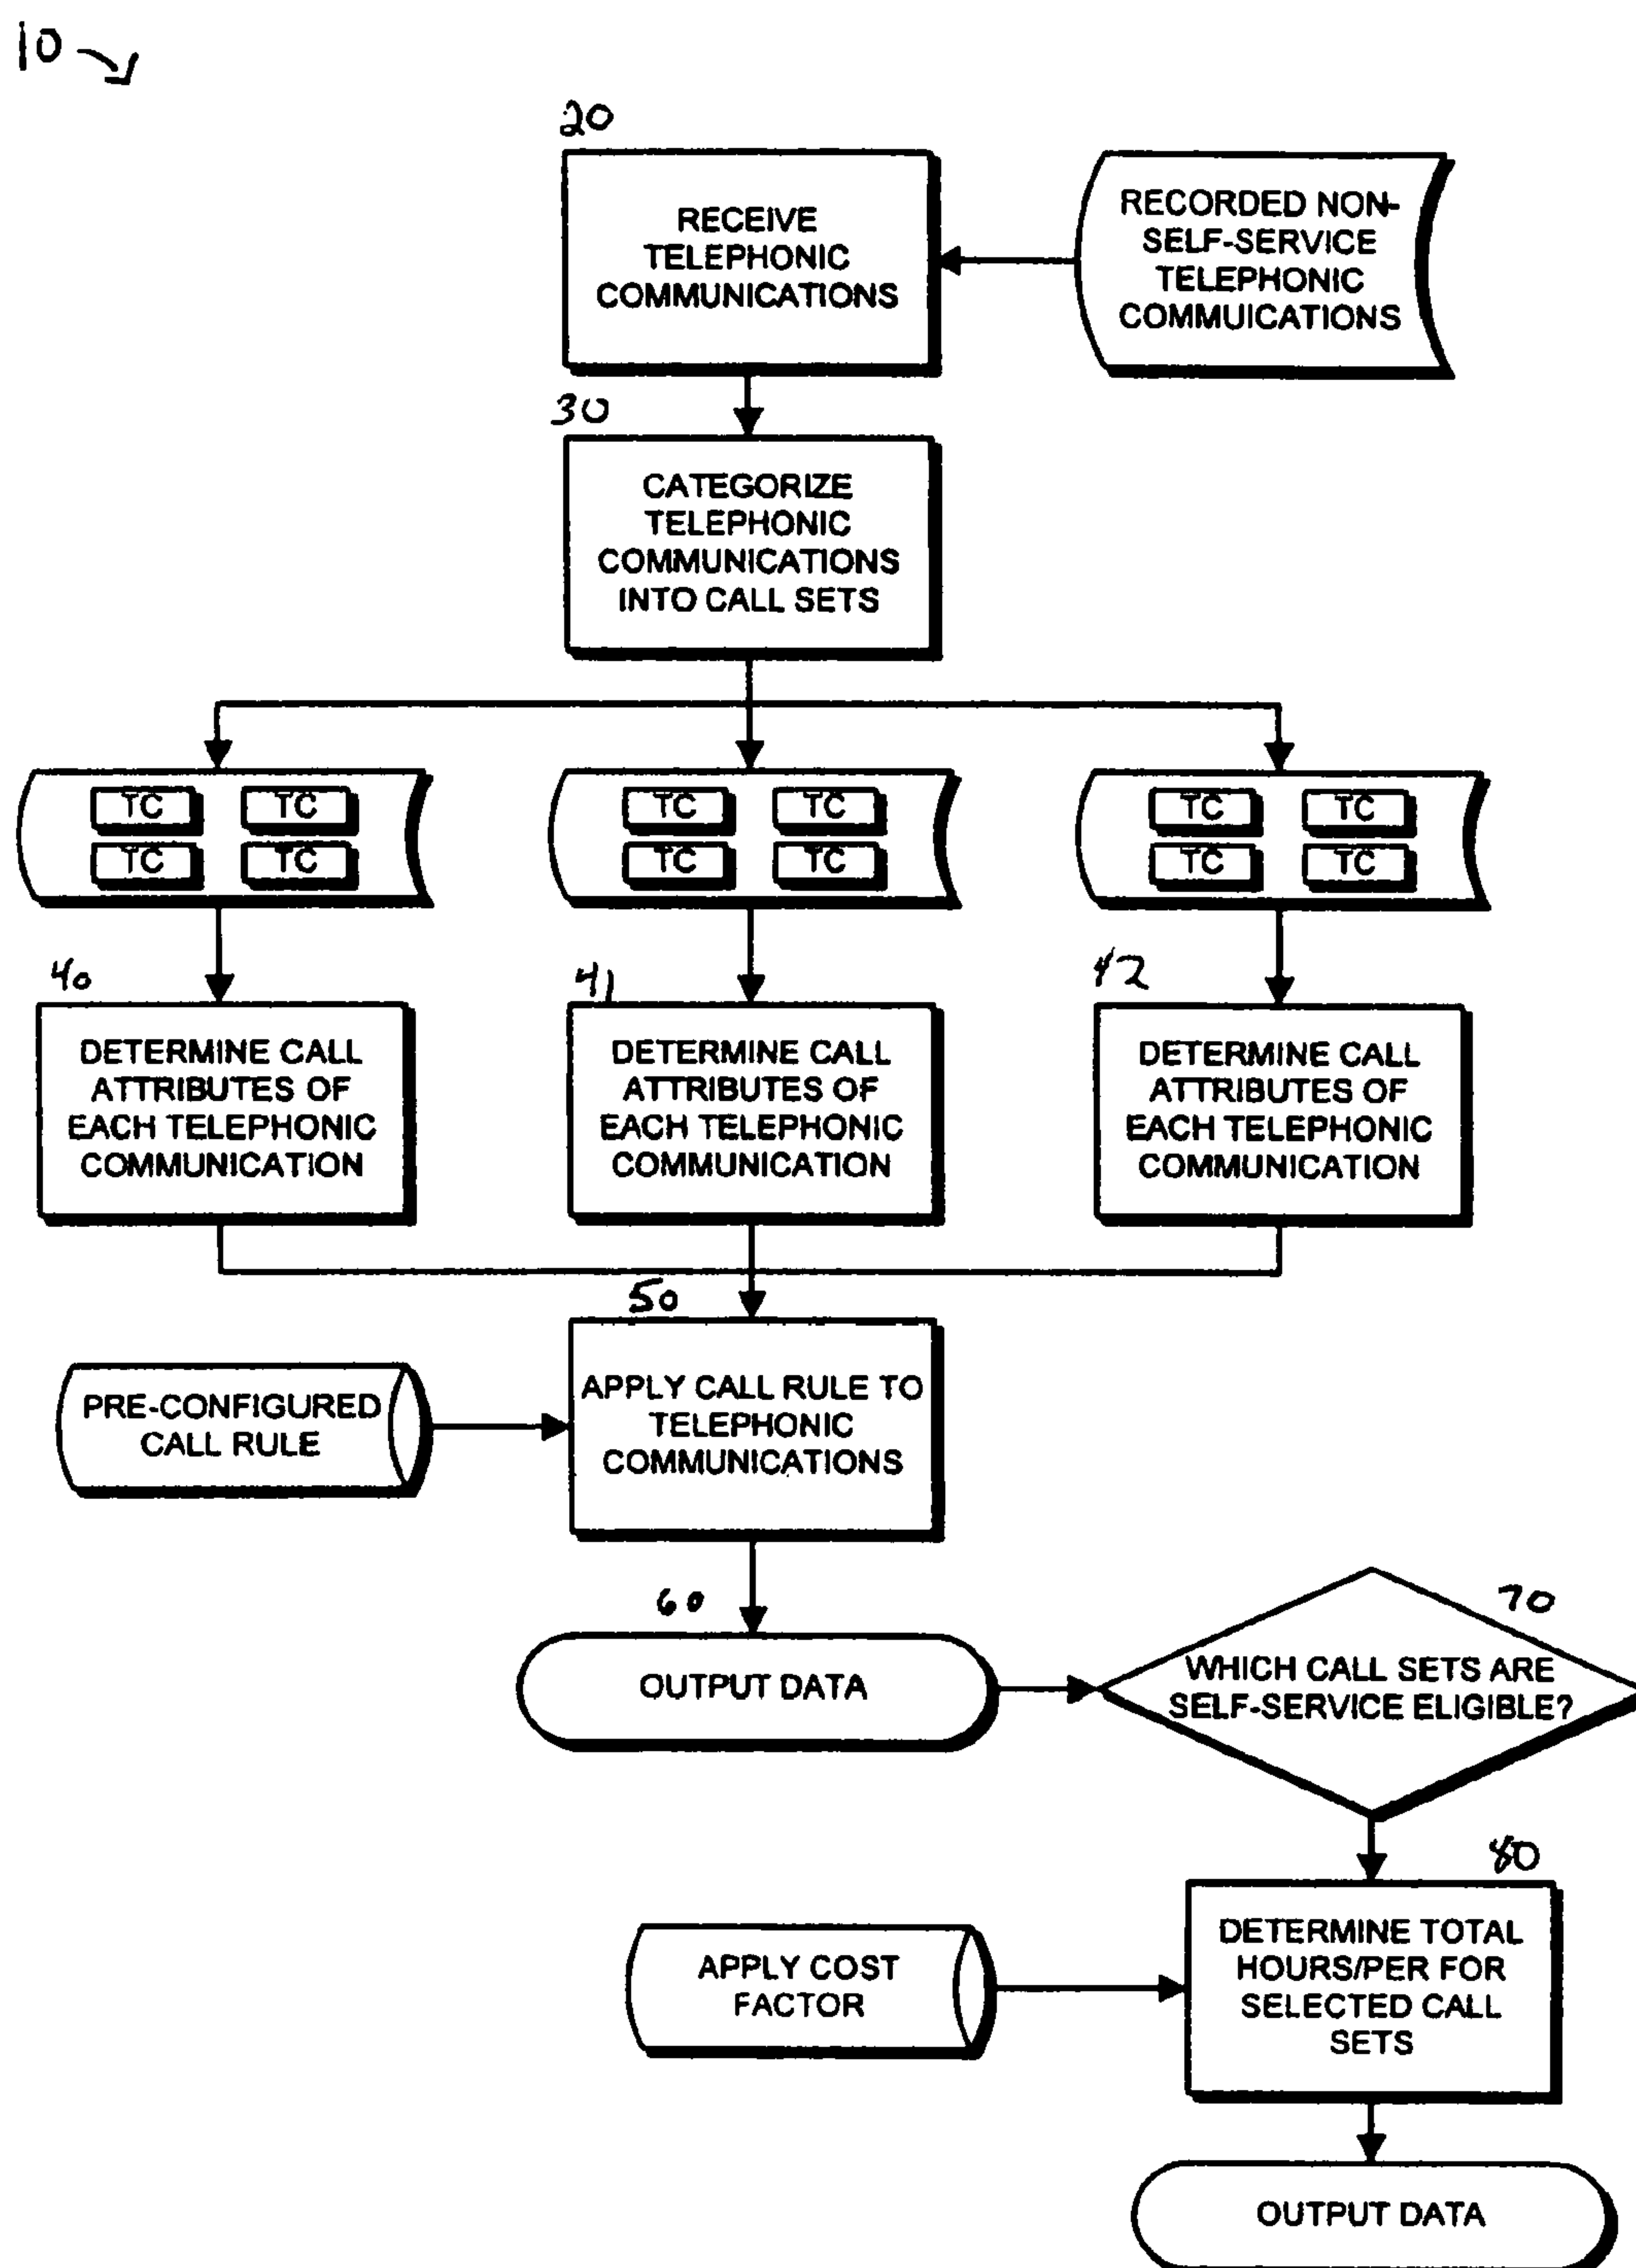 10
20
RECEIVE
TELEPHONIC
COMMUNICATIONS
RECORDED NON-
SELF-SERVICE
TELEPHONIC
COMMUICATIONS
30
CATEGORIZE
TELEPHONIC
COMMUNICATIONS
INTO CALL SETS
TC TC
TC TC
TC TC
TC TC
TC TC
TC TC
40
DETERMINE CALL
ATTRIBUTES OF
EACH TELEPHONIC
COMMUNICATION
41
DETERMINE CALL
ATTRIBUTES OF
EACH TELEPHONIC
COMMUNICATION
42
DETERMINE CALL
ATTRIBUTES OF
EACH TELEPHONIC
COMMUNICATION
50
PRE-CONFIGURED
CALL RULE
APPLY CALL RULE TO
TELEPHONIC
COMMUNICATIONS
60
OUTPUT DATA
70
WHICH CALL SETS ARE
SELF-SERVICE ELIGIBLE?
80
APPLY COST
FACTOR
DETERMINE TOTAL
HOURS/PER FOR
SELECTED CALL
SETS
OUTPUT DATA